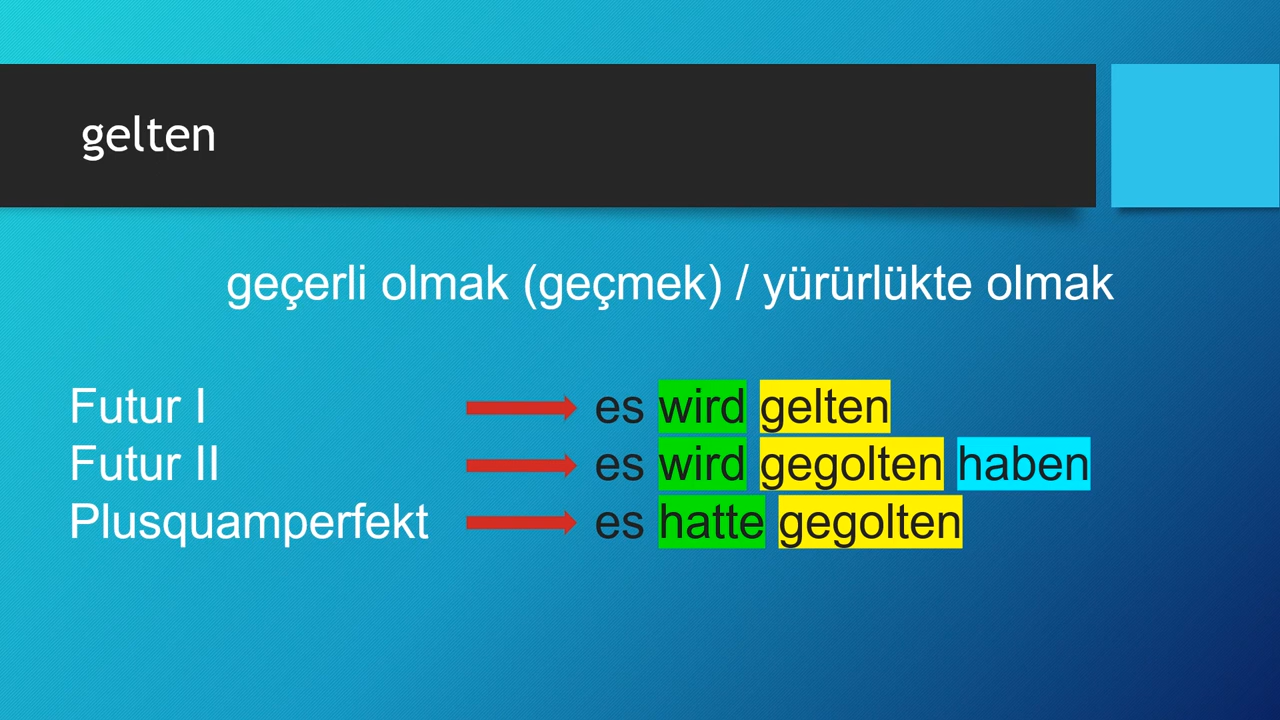 gelten
geçerli olmak (geçmek) / yürürlükte olmak
Futur I es wird gelten
Futur II es wird gegolten haben
Plusquamperfekt es hatte gegolten